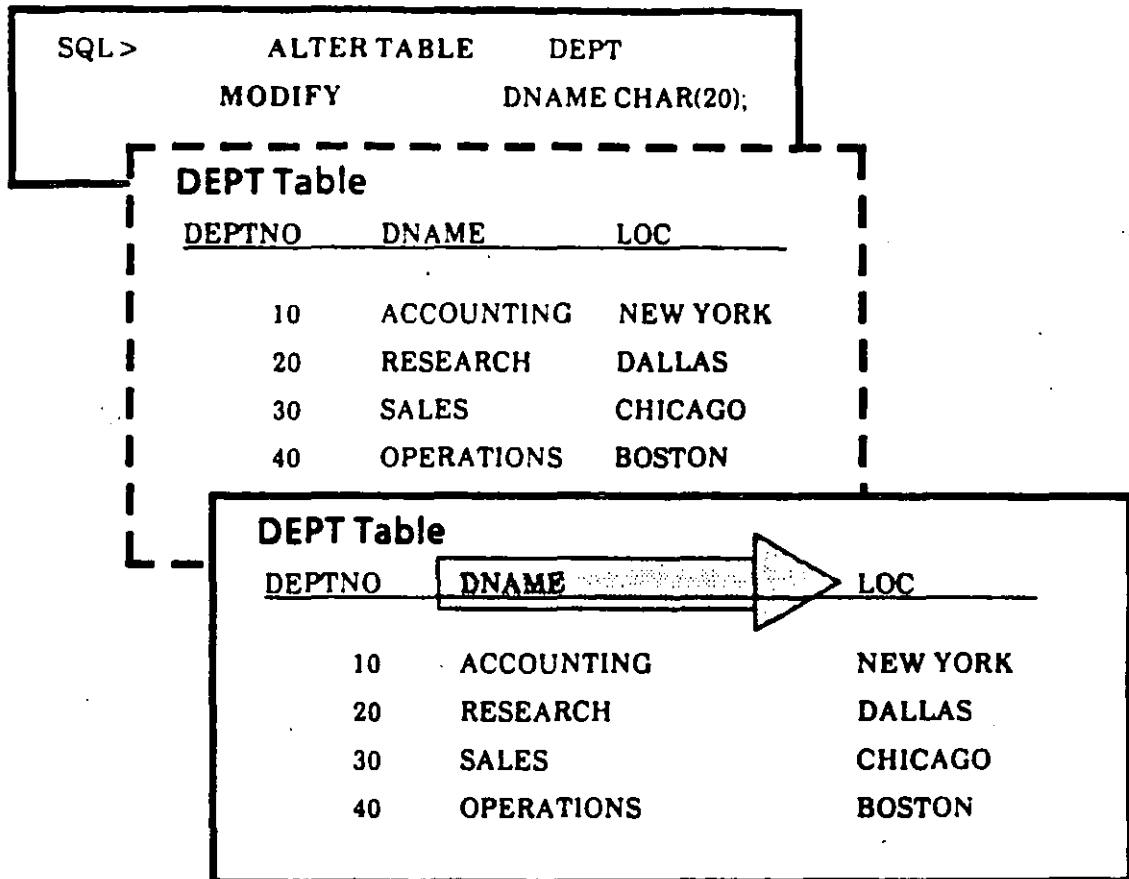 SQL> ALTER TABLE DEPT
MODIFY DNAME CHAR(20);
DEPT Table
DEPTNO DNAME LOC
10 ACCOUNTING NEW YORK
20 RESEARCH DALLAS
30 SALES CHICAGO
40 OPERATIONS BOSTON
DEPT Table
DEPTNO DNAME LOC
10 ACCOUNTING NEW YORK
20 RESEARCH DALLAS
30 SALES CHICAGO
40 OPERATIONS BOSTON